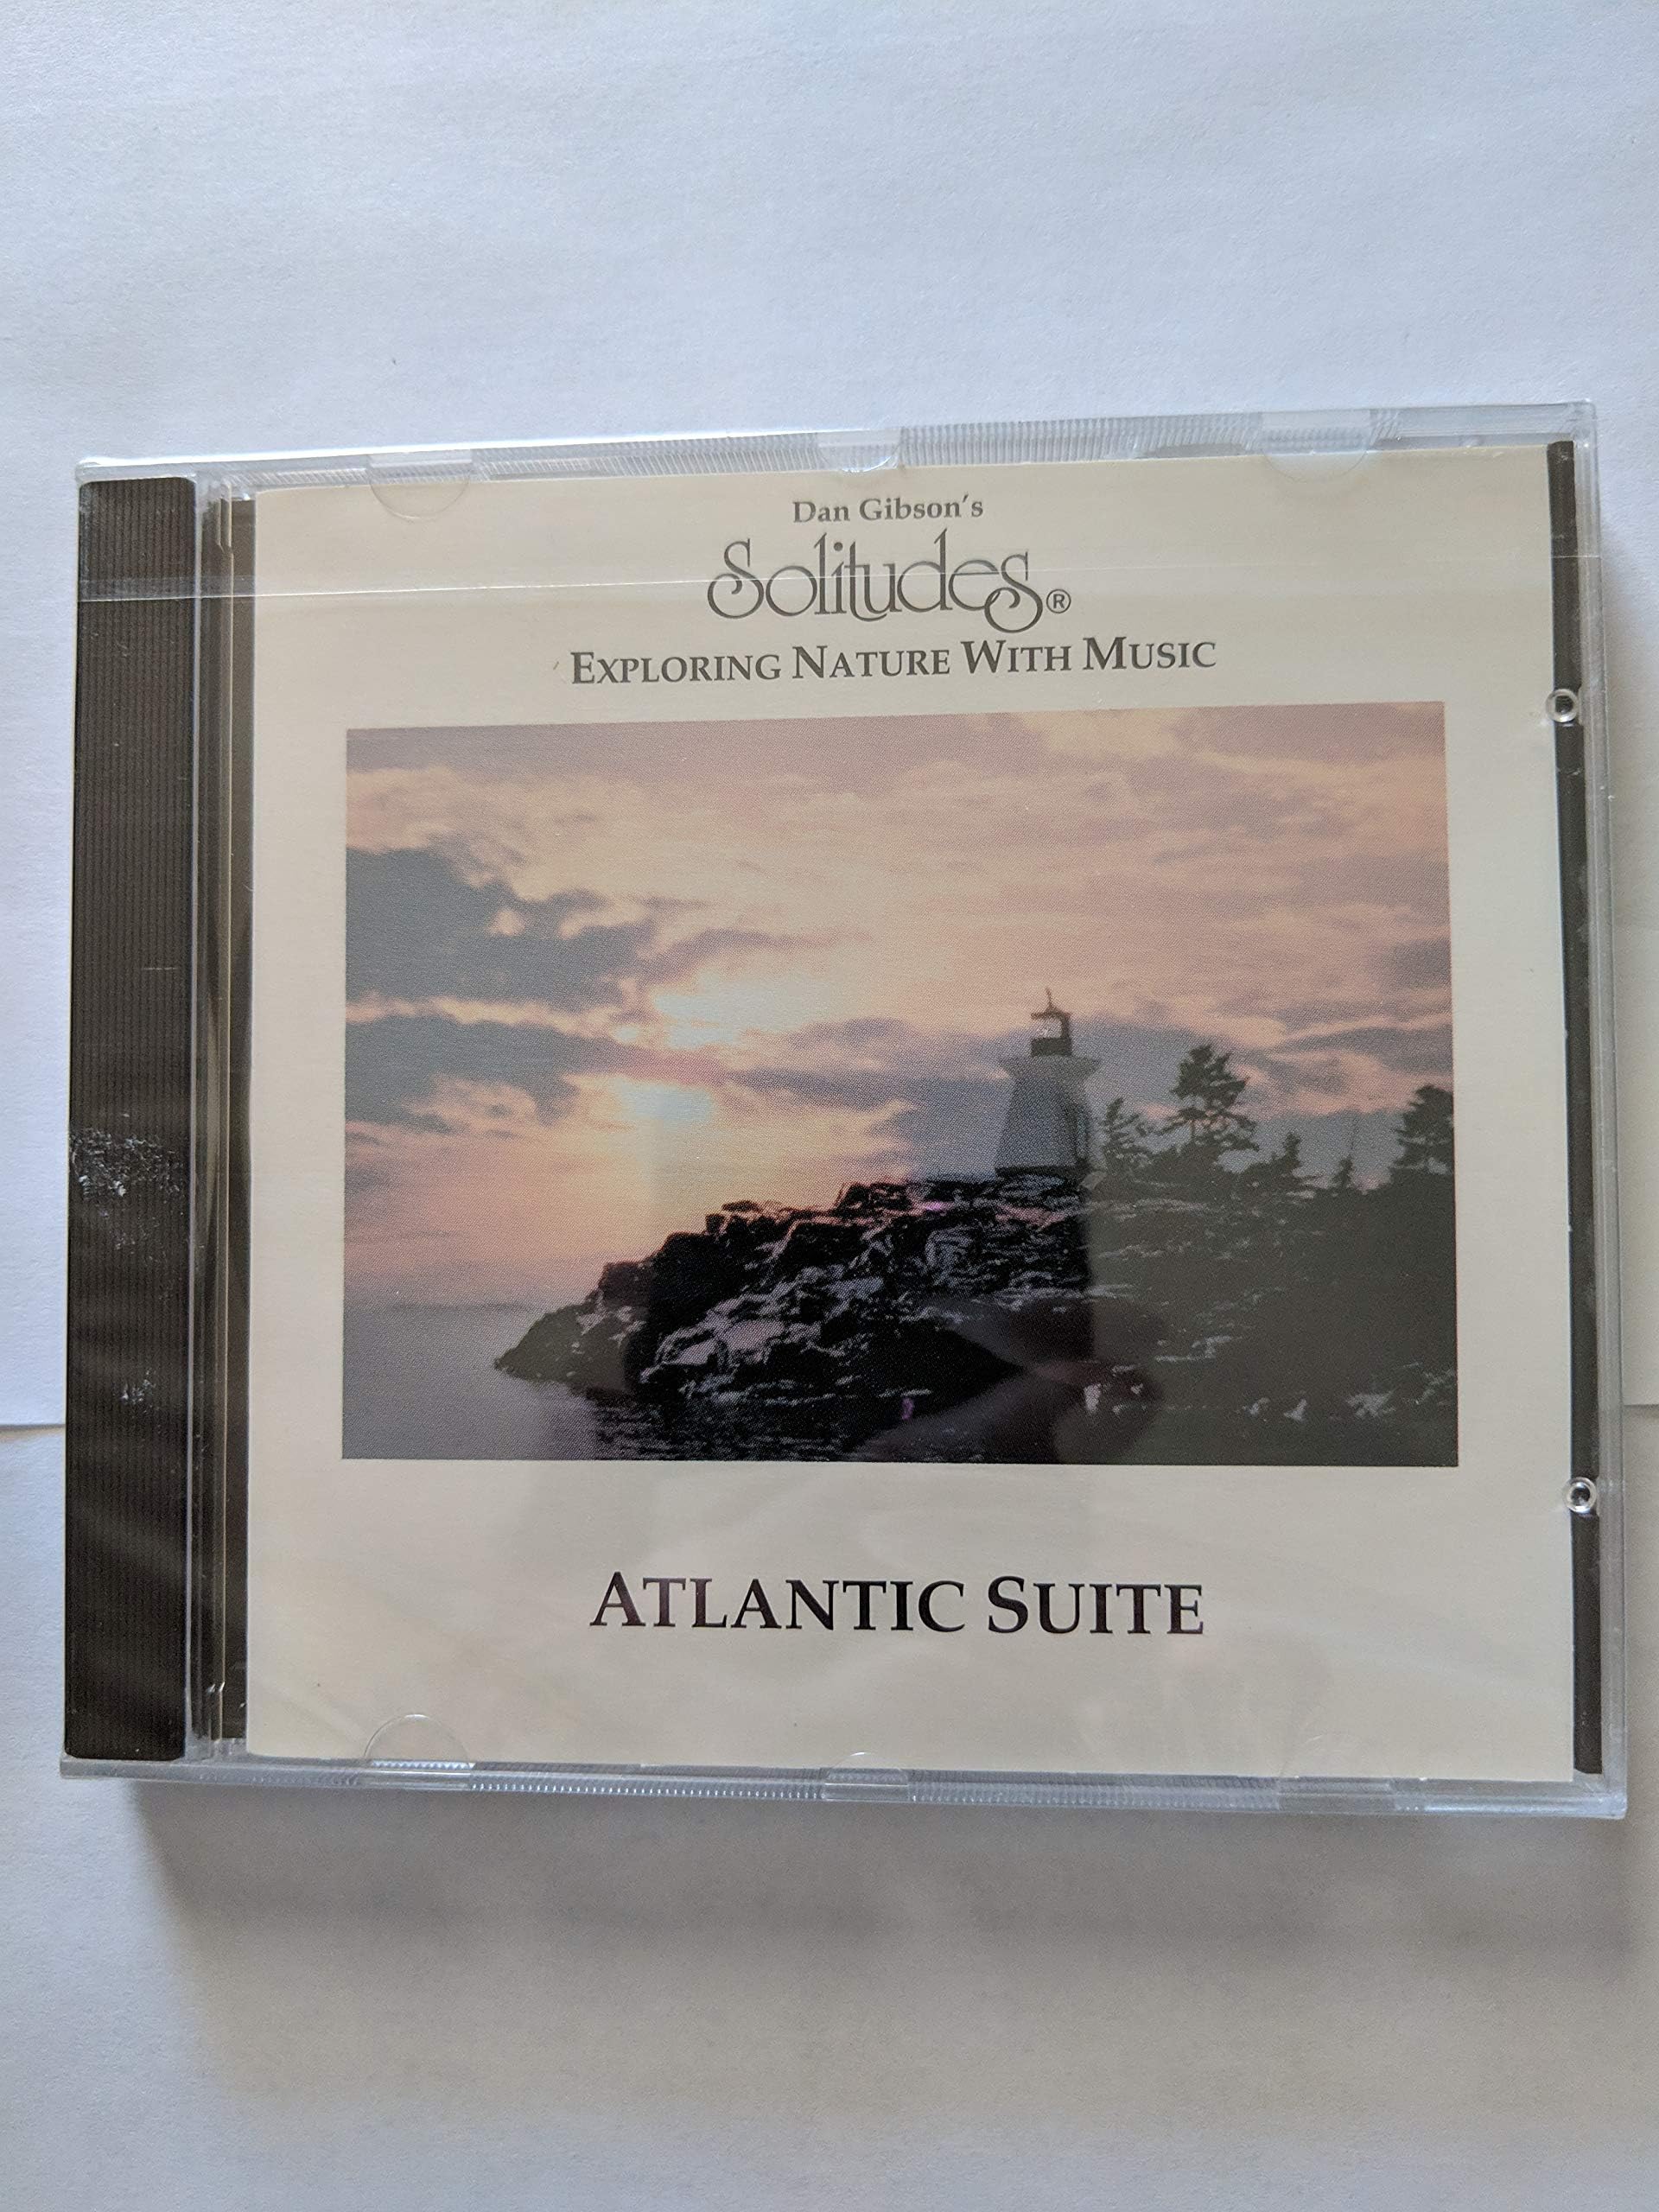 Dan Gibson's
Solitudes®
EXPLORING NATURE WITH MUSIC
ATLANTIC SUITE